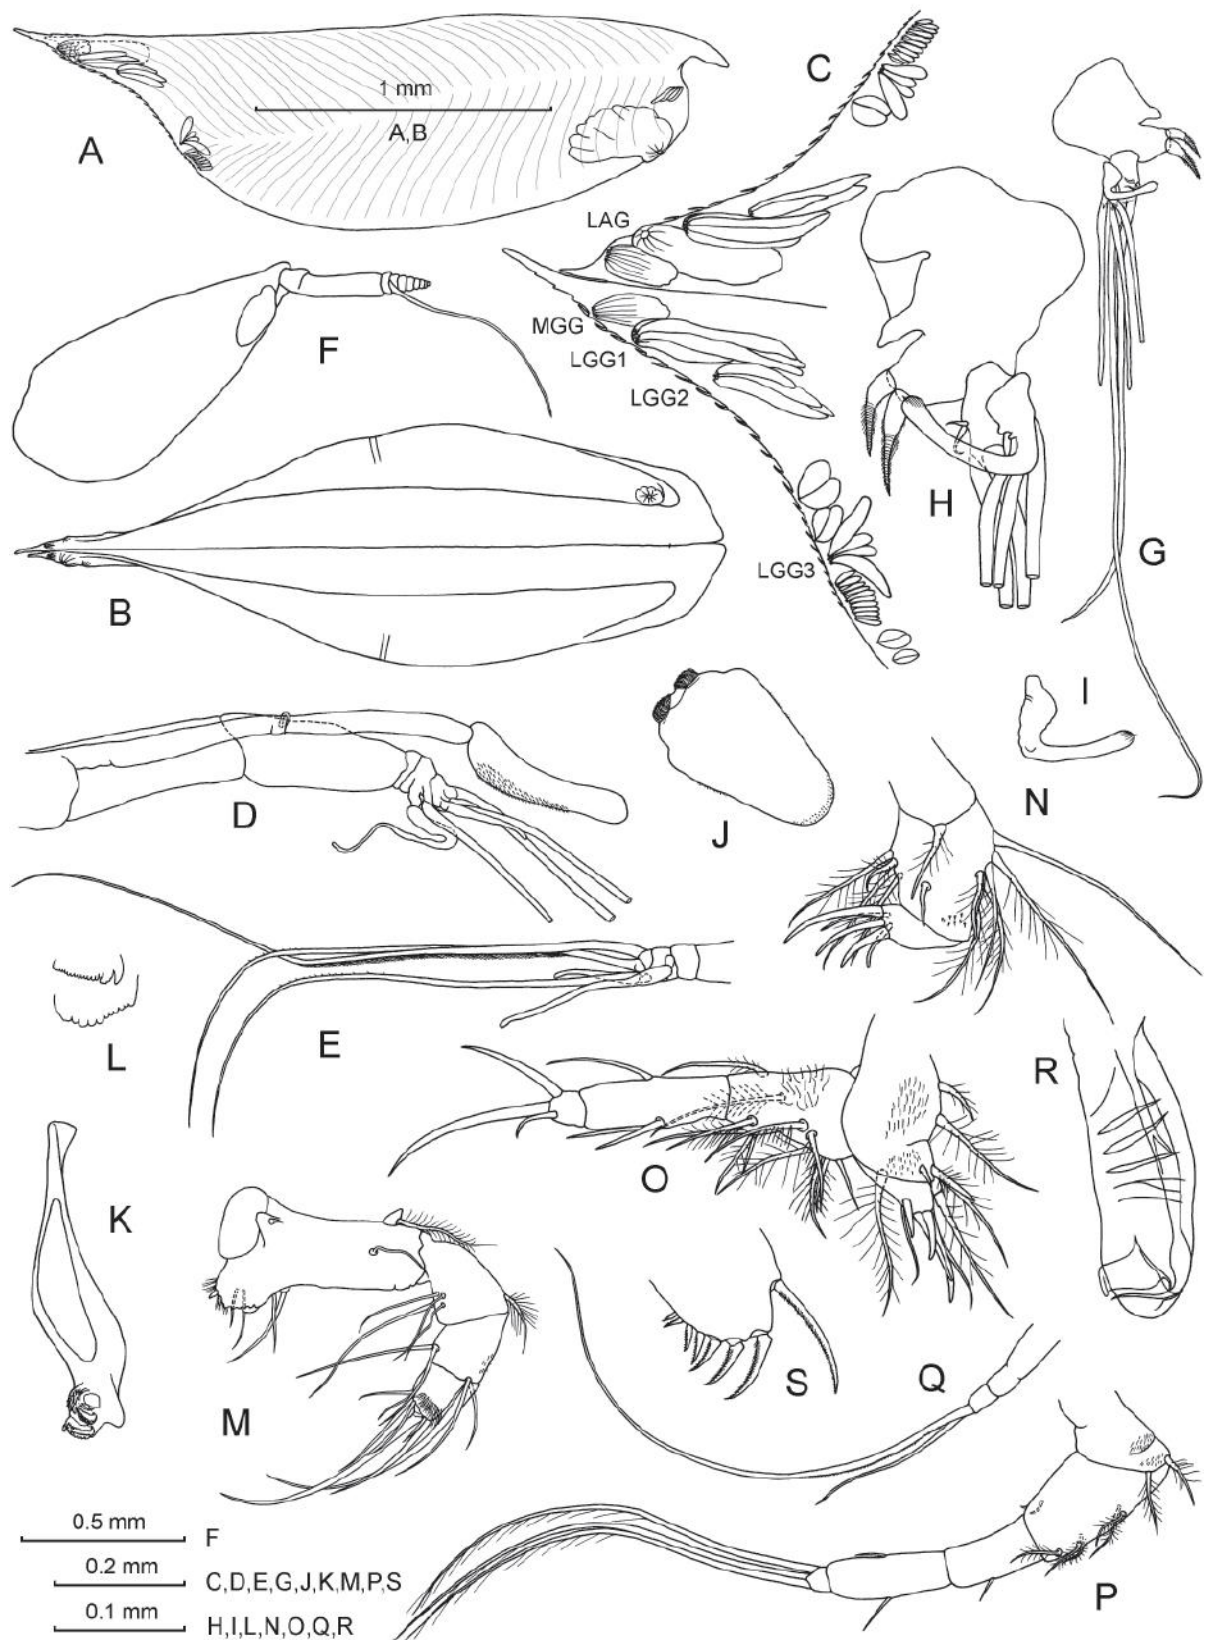 C
1 mm
A,B
A
LAG
F
MGG
LGG1
LGG2
H
G
B
LGG3
I
N
J
D
L
E
R
O
K
S
Q
M
0.5 mm
F
0.2 mm
C,D,E,G,J,K,M,P,S
P
0.1 mm
H,I,L,N,O,Q,R